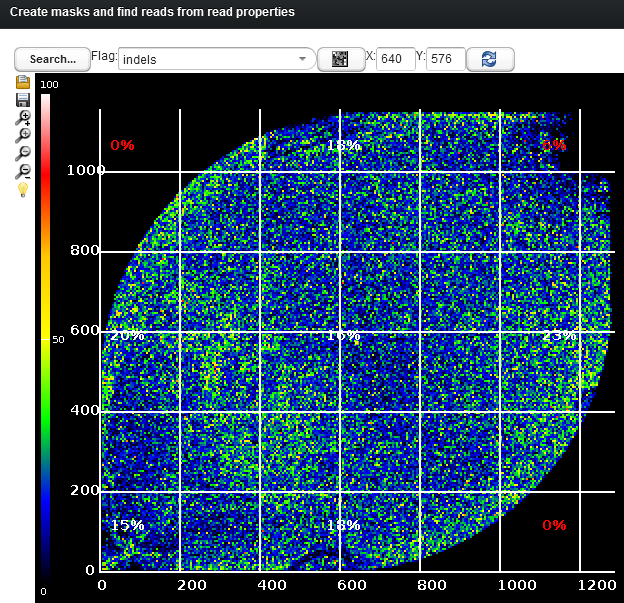 Create masks and find reads from read properties
Search... Flag: indels X: 640 Y: 576
100
0% 18% 0%
1000
800
50
600
20% 16% 23%
400
200
15% 18% 0%
0
0
0 200 400 600 800 1000 1200